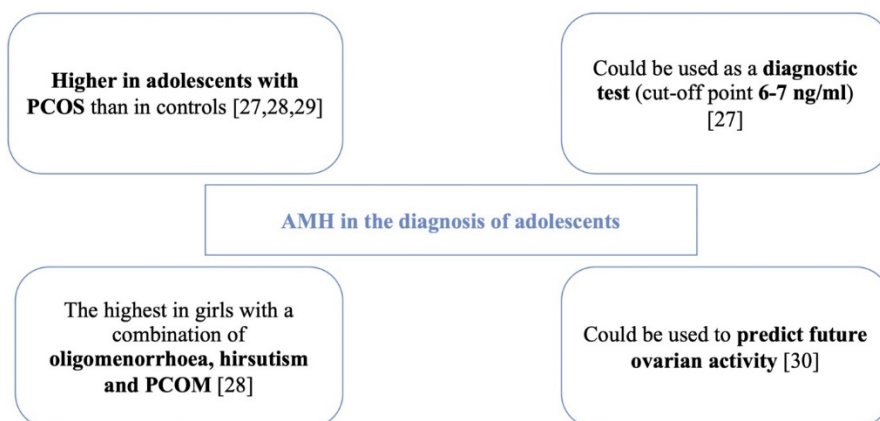 Higher in adolescents with
PCOS than in controls [27,28,29]
Could be used as a diagnostic
test (cut-off point 6-7 ng/ml)
[27]
AMH in the diagnosis of adolescents
The highest in girls with a
combination of
oligomenorrhoea, hirsutism
and PCOM [28]
Could be used to predict future
ovarian activity [30]